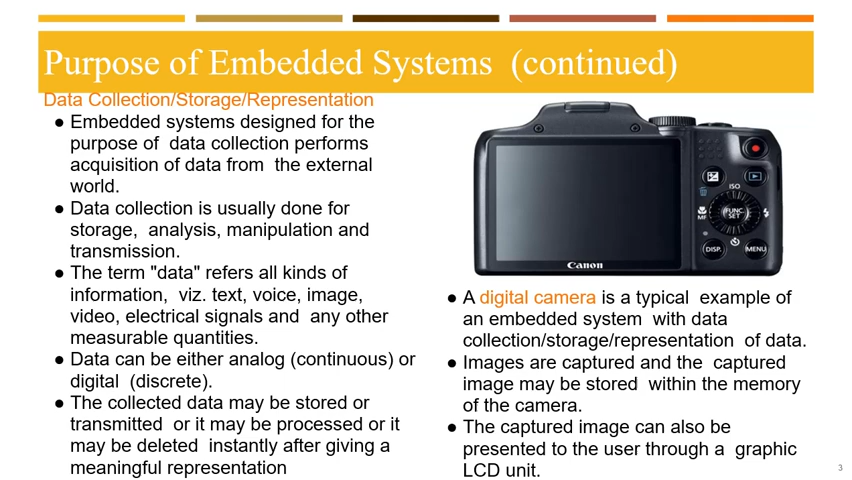 Purpose of Embedded Systems (continued)
Data Collection/Storage/Representation
● Embedded systems designed for the
purpose of data collection performs
acquisition of data from the external
world.
● Data collection is usually done for
storage, analysis, manipulation and
transmission.
● The term "data" refers all kinds of
information, viz. text, voice, image,
video, electrical signals and any other
measurable quantities.
● Data can be either analog (continuous) or
digital (discrete).
● The collected data may be stored or
transmitted or it may be processed or it
may be deleted instantly after giving a
meaningful representation
ISO
FUNC.
SET
MF
DISP.
MENU
Canon
● A digital camera is a typical example of
an embedded system with data
collection/storage/representation of data.
● Images are captured and the captured
image may be stored within the memory
of the camera.
● The captured image can also be
presented to the user through a graphic
LCD unit.
3